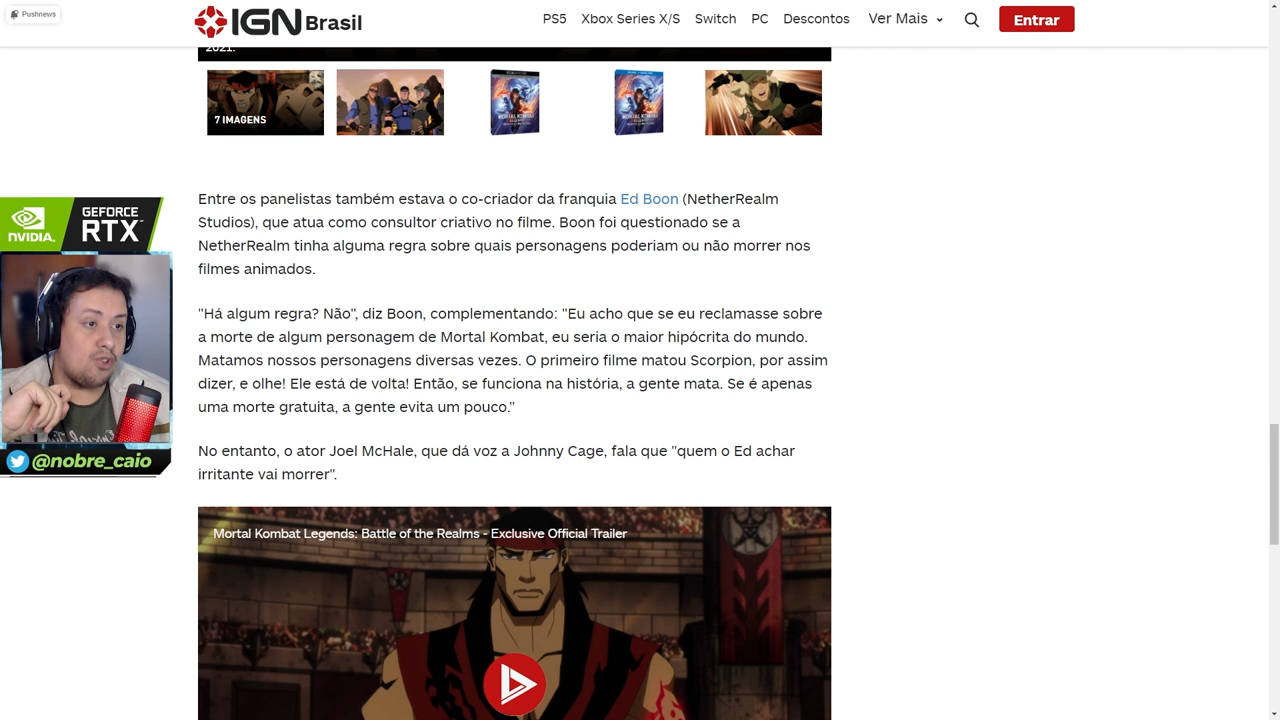 Pushnews
IGN Brasil
PS5 Xbox Series X/S Switch PC Descontos Ver Mais Entrar
2021.
7 IMAGENS
MORTAL KOMBAT
MORTAL KOMBAT
Entre os panelistas também estava o co-criador da franquia Ed Boon (NetherRealm
Studios), que atua como consultor criativo no filme. Boon foi questionado se a
NetherRealm tinha alguma regra sobre quais personagens poderiam ou não morrer nos
filmes animados.
NVIDIA.
GEFORCE
RTX
"Há algum regra? Não", diz Boon, complementando: "Eu acho que se eu reclamasse sobre
a morte de algum personagem de Mortal Kombat, eu seria o maior hipócrita do mundo.
Matamos nossos personagens diversas vezes. O primeiro filme matou Scorpion, por assim
dizer, e olhe! Ele está de volta! Então, se funciona na história, a gente mata. Se é apenas
uma morte gratuita, a gente evita um pouco."
@nobre_caio
No entanto, o ator Joel McHale, que dá voz a Johnny Cage, fala que "quem o Ed achar
irritante vai morrer".
Mortal Kombat Legends: Battle of the Realms - Exclusive Official Trailer